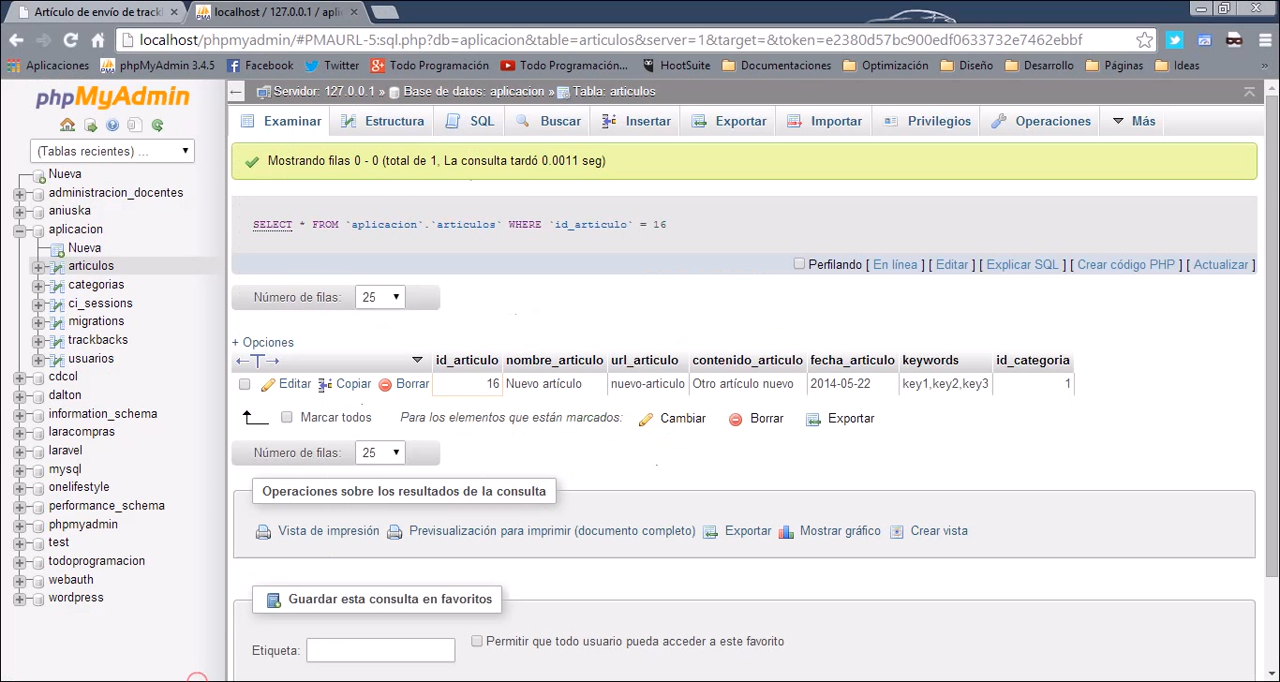 Artículo de envío de track
localhost / 127.0.0.1 / apli
localhost/phpmyadmin/#PMAURL-5:sql.php?db=aplicacion&table=articulos&server=1&target=&token=e2380d57bc900edf0633732e7462ebbf
Aplicaciones phpMyAdmin 3.4.5 Facebook Twitter Todo Programación Todo Programación... HootSuite Documentaciones Optimización Diseño Desarrollo Páginas Ideas »
phpMyAdmin
(Tablas recientes) ...
Nueva
administracion_docentes
aniuska
aplicacion
Nueva
articulos
categorias
ci_sessions
migrations
trackbacks
usuarios
cdcol
dalton
information_schema
laracompras
laravel
mysql
onelifestyle
performance_schema
phpmyadmin
test
todoprogramacion
webauth
wordpress
Servidor: 127.0.0.1 » Base de datos: aplicacion » Tabla: articulos
Examinar Estructura SQL Buscar Insertar Exportar Importar Privilegios Operaciones Más
Mostrando filas 0 - 0 (total de 1, La consulta tardó 0.0011 seg)
SELECT * FROM `aplicacion`.`articulos` WHERE `id_articulo` = 16
Perfilando [ En línea ] [ Editar ] [ Explicar SQL ] [ Crear código PHP ] [ Actualizar ]
Número de filas: 25
+ Opciones
←T→ id_articulo nombre_articulo url_articulo contenido_articulo fecha_articulo keywords id_categoria
Editar Copiar Borrar 16 Nuevo artículo nuevo-articulo Otro artículo nuevo 2014-05-22 key1,key2,key3 1
Marcar todos Para los elementos que están marcados: Cambiar Borrar Exportar
Número de filas: 25
Operaciones sobre los resultados de la consulta
Vista de impresión Previsualización para imprimir (documento completo) Exportar Mostrar gráfico Crear vista
Guardar esta consulta en favoritos
Etiqueta: Permitir que todo usuario pueda acceder a este favorito